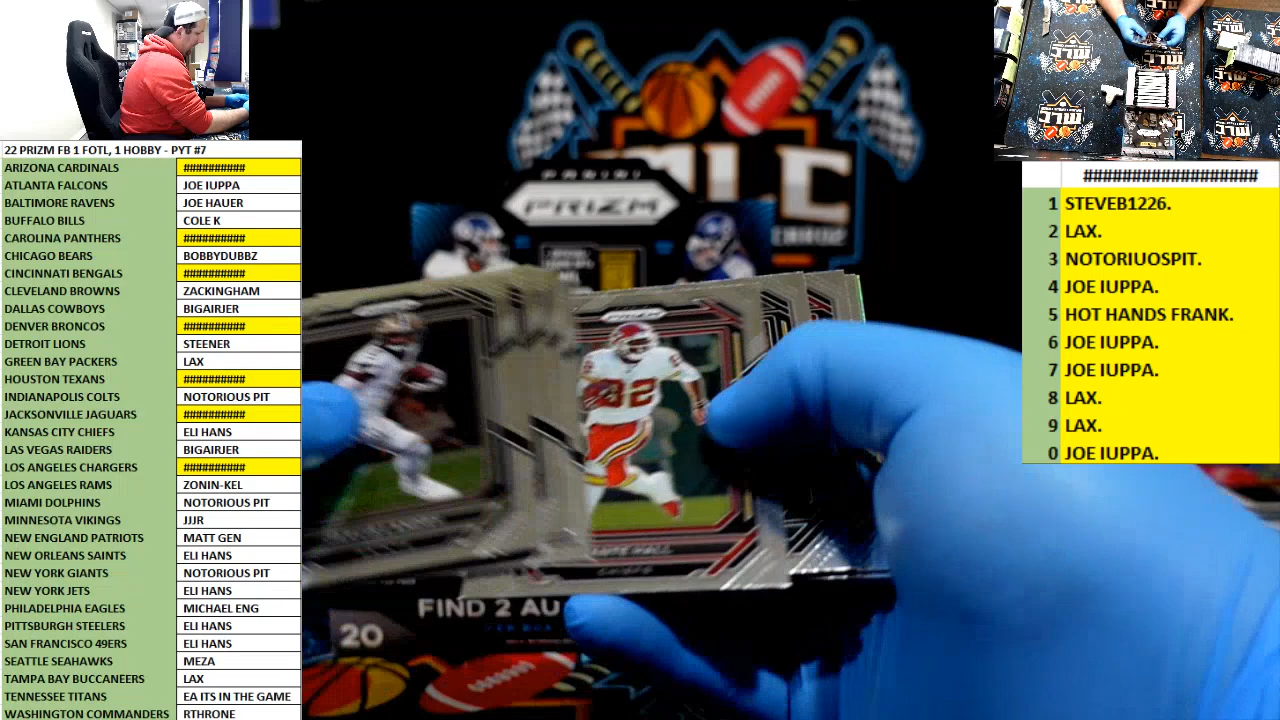 22 PRIZM FB 1 FOTL, 1 HOBBY - PYT #7
ARIZONA CARDINALS ##########
ATLANTA FALCONS JOE IUPPA
BALTIMORE RAVENS JOE HAUER
BUFFALO BILLS COLE K
CAROLINA PANTHERS ##########
CHICAGO BEARS BOBBYDUBBZ
CINCINNATI BENGALS ##########
CLEVELAND BROWNS ZACKINGHAM
DALLAS COWBOYS BIGAIRJER
DENVER BRONCOS ##########
DETROIT LIONS STEENER
GREEN BAY PACKERS LAX
HOUSTON TEXANS ##########
INDIANAPOLIS COLTS NOTORIOUS PIT
JACKSONVILLE JAGUARS ##########
KANSAS CITY CHIEFS ELI HANS
LAS VEGAS RAIDERS BIGAIRJER
LOS ANGELES CHARGERS ##########
LOS ANGELES RAMS ZONIN-KEL
MIAMI DOLPHINS NOTORIOUS PIT
MINNESOTA VIKINGS JJJR
NEW ENGLAND PATRIOTS MATT GEN
NEW ORLEANS SAINTS ELI HANS
NEW YORK GIANTS NOTORIOUS PIT
NEW YORK JETS ELI HANS
PHILADELPHIA EAGLES MICHAEL ENG
PITTSBURGH STEELERS ELI HANS
SAN FRANCISCO 49ERS ELI HANS
SEATTLE SEAHAWKS MEZA
TAMPA BAY BUCCANEERS LAX
TENNESSEE TITANS EA ITS IN THE GAME
WASHINGTON COMMANDERS RTHRONE
PANINI
PRIZM
MLC
PRIZM
82
HALL
CHIEFS
FIND 2 AU
20
##################
1 STEVEB1226.
2 LAX.
3 NOTORIUOSPIT.
4 JOE IUPPA.
5 HOT HANDS FRANK.
6 JOE IUPPA.
7 JOE IUPPA.
8 LAX.
9 LAX.
0 JOE IUPPA.